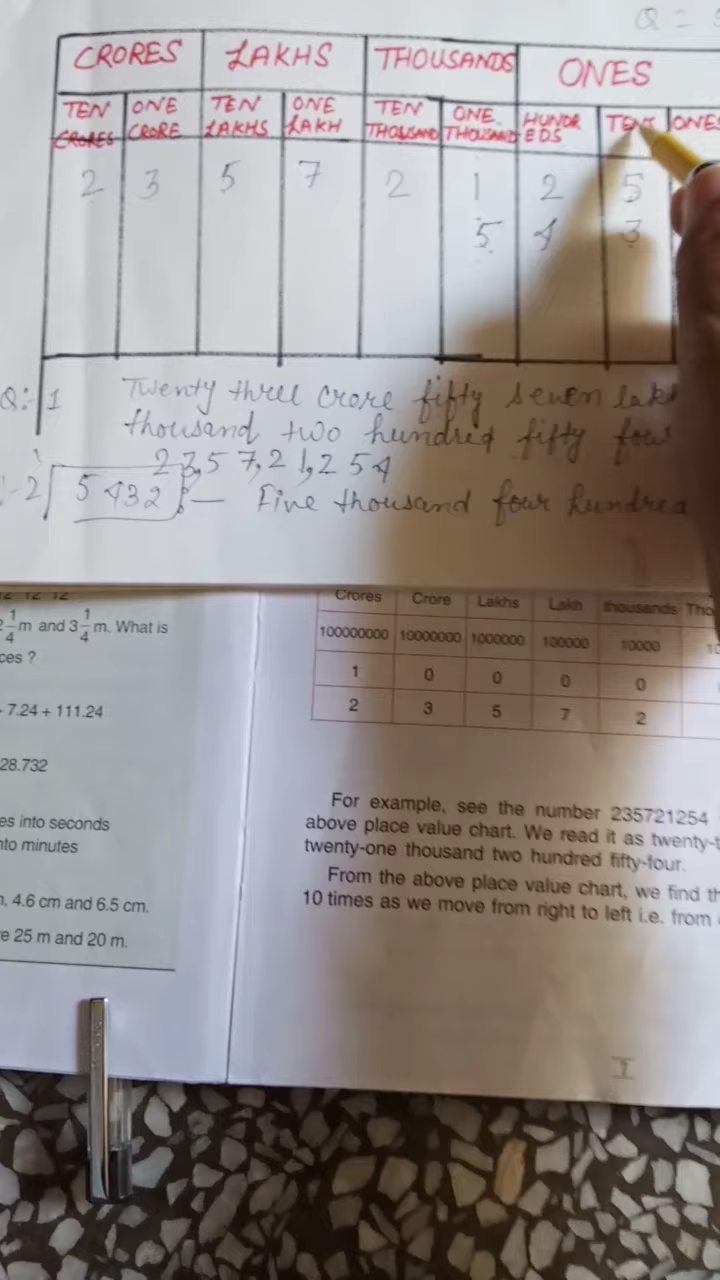 Q =
CRORES LAKHS THOUSANDS ONES
TEN CRORES ONE CRORE TEN LAKHS ONE LAKH TEN THOUSAND ONE THOUSAND HUNDREDS TENS ONES
2 3 5 7 2 1 2 5
5 4 3
Q:- 1 Twenty three crore fifty seven lakh
thousand two hundred fifty four
23,57,21,254
-2 5432 :- Five thousand four hundred
12 12 12
1/4 m and 3 1/4 m. What is
ces ?
- 7.24 + 111.24
28.732
es into seconds
nto minutes
, 4.6 cm and 6.5 cm.
e 25 m and 20 m.
Crores Crore Lakhs Lakh thousands Tho
100000000 10000000 1000000 100000 10000 10
1 0 0 0 0
2 3 5 7 2
For example, see the number 235721254
above place value chart. We read it as twenty-t
twenty-one thousand two hundred fifty-four.
From the above place value chart, we find th
10 times as we move from right to left i.e. from